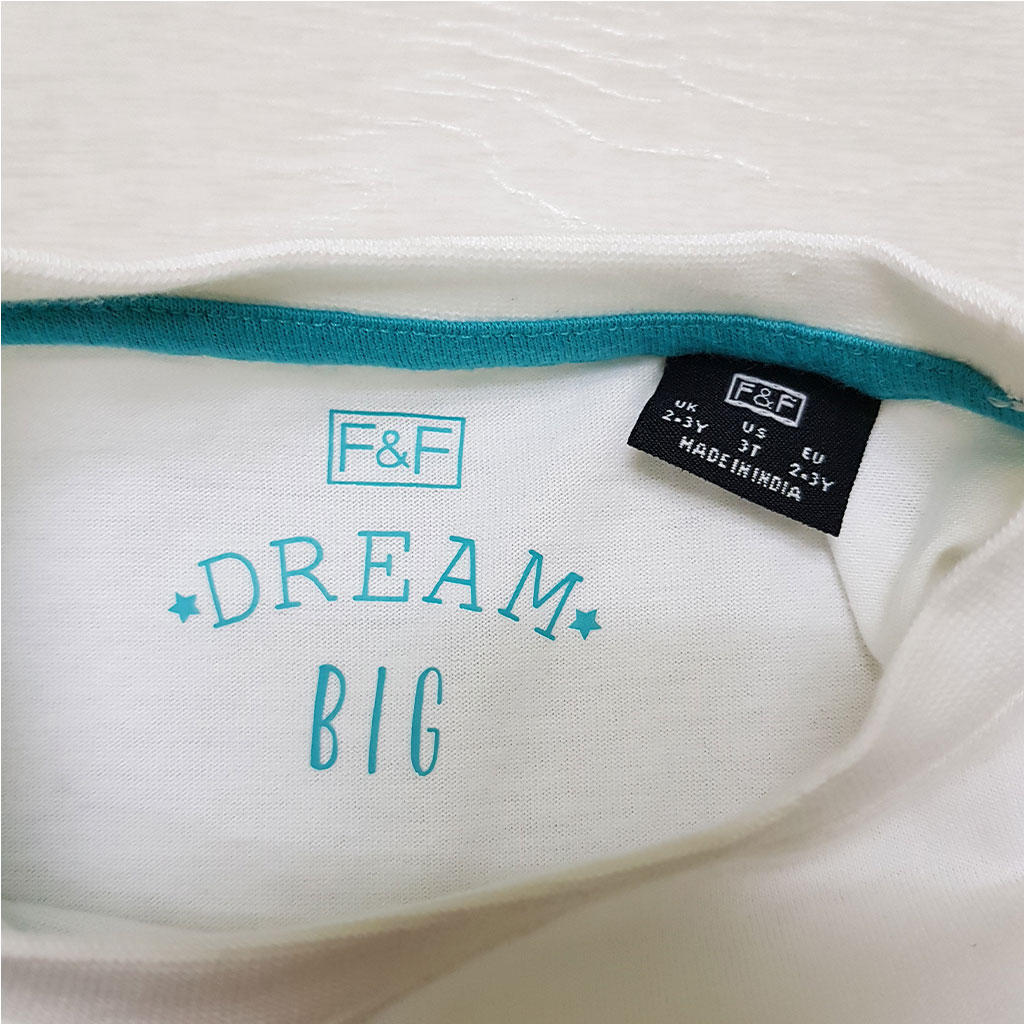 F&F
DREAM
BIG
F&F
UK US EU
2-3Y 3T 2-3Y
MADE IN INDIA